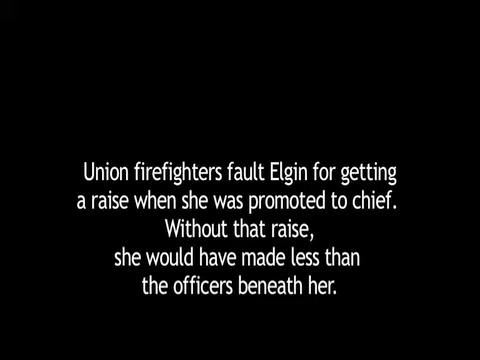 Union firefighters fault Elgin for getting
a raise when she was promoted to chief.
Without that raise,
she would have made less than
the officers beneath her.